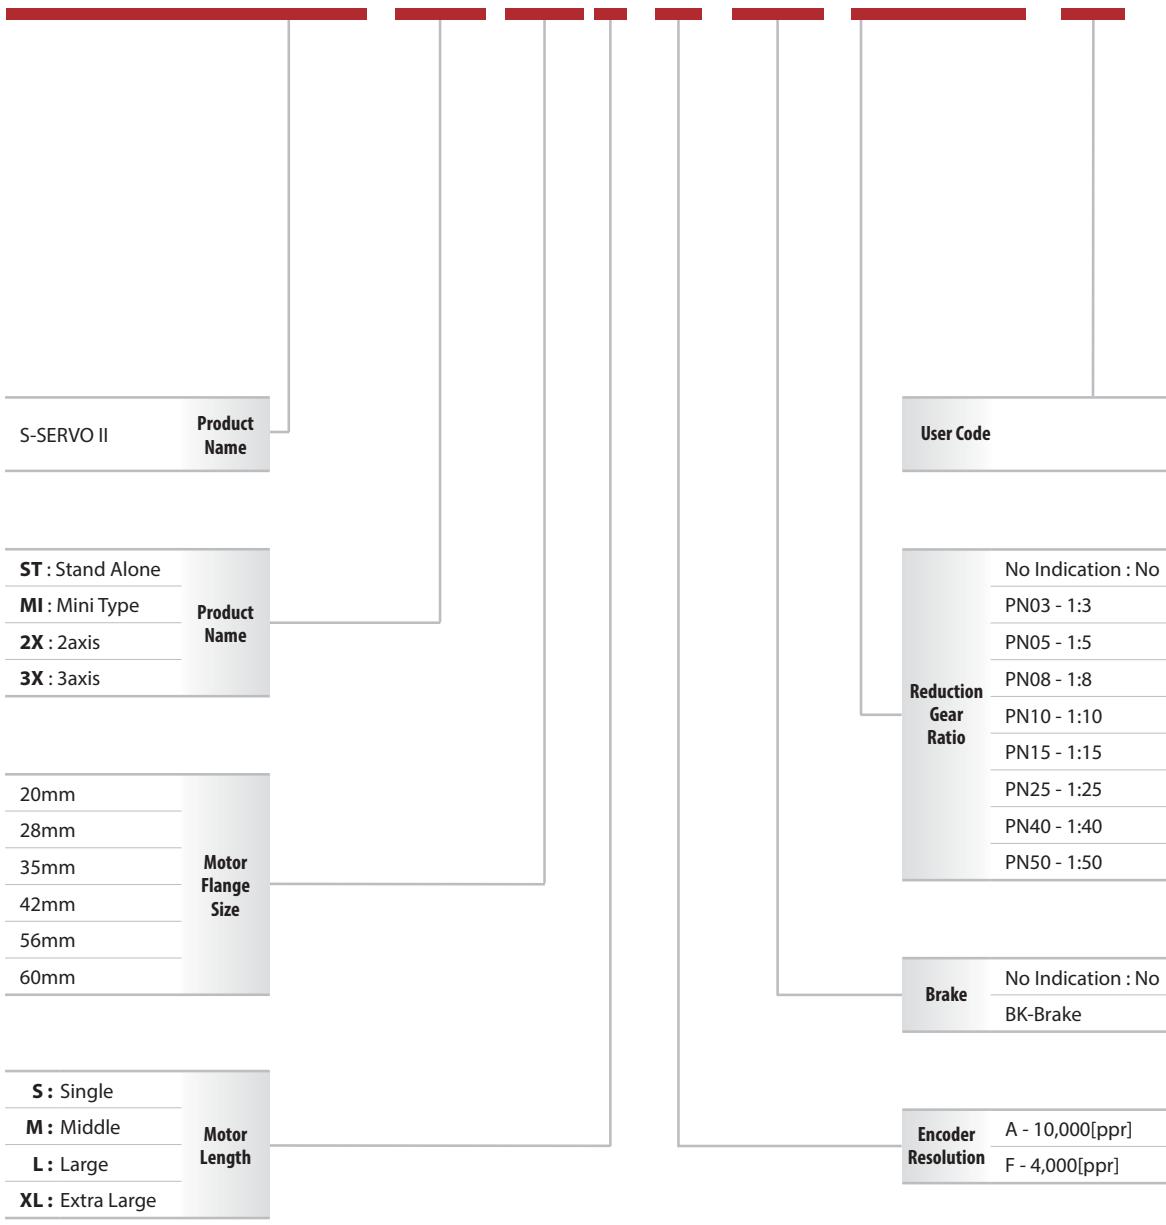 S-SERVO II
Product
Name
ST : Stand Alone
MI : Mini Type
2X : 2axis
3X : 3axis
Product
Name
20mm
28mm
35mm
42mm
56mm
60mm
Motor
Flange
Size
S : Single
M : Middle
L : Large
XL : Extra Large
Motor
Length
User Code
Reduction
Gear
Ratio
No Indication : No
PN03 - 1:3
PN05 - 1:5
PN08 - 1:8
PN10 - 1:10
PN15 - 1:15
PN25 - 1:25
PN40 - 1:40
PN50 - 1:50
Brake
No Indication : No
BK-Brake
Encoder
Resolution
A - 10,000[ppr]
F - 4,000[ppr]